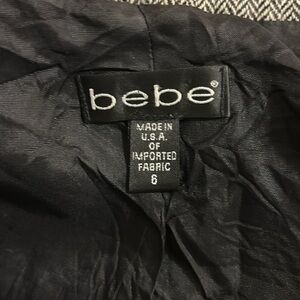 bebe®
MADE IN
U.S.A.
OF
IMPORTED
FABRIC
6